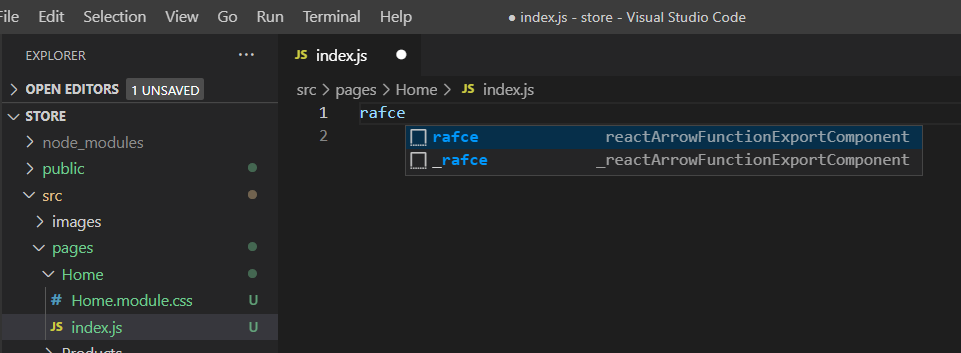 File Edit Selection View Go Run Terminal Help ● index.js - store - Visual Studio Code
EXPLORER ...
OPEN EDITORS 1 UNSAVED
STORE
node_modules
public
src
images
pages
Home
# Home.module.css U
JS index.js U
Products
JS index.js
src > pages > Home > JS index.js
1 rafce
2
rafce reactArrowFunctionExportComponent
_rafce _reactArrowFunctionExportComponent